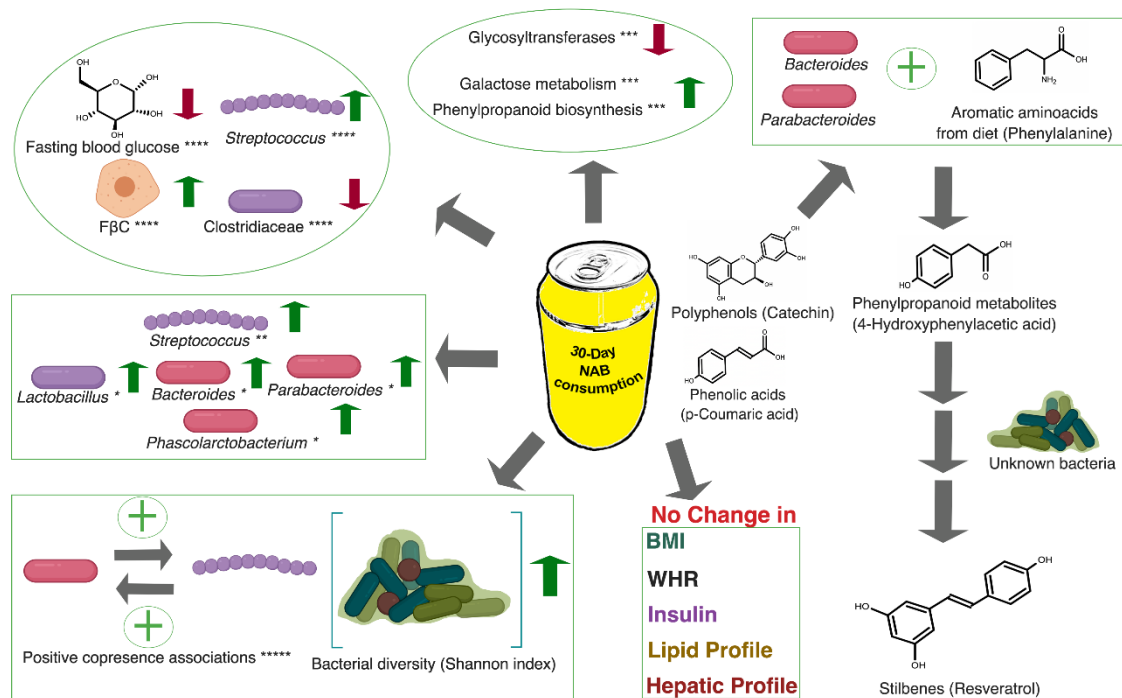 Glycosyltransferases ***
Galactose metabolism ***
Phenylpropanoid biosynthesis ***
OH
HO
O
OH
HO
OH
OH
Fasting blood glucose ****
Streptococcus ****
FβC ****
Clostridiaceae ****
Bacteroides
Parabacteroides
O
OH
NH₂
Aromatic aminoacids
from diet (Phenylalanine)
Streptococcus **
Lactobacillus *
Bacteroides *
Parabacteroides *
Phascolarctobacterium *
30-Day
NAB
consumption
OH
OH
HO
O
OH
OH
Polyphenols (Catechin)
O
OH
HO
Phenolic acids
(p-Coumaric acid)
OH
O
HO
Phenylpropanoid metabolites
(4-Hydroxyphenylacetic acid)
Unknown bacteria
OH
HO
OH
Stilbenes (Resveratrol)
Positive copresence associations *****
Bacterial diversity (Shannon index)
No Change in
BMI
WHR
Insulin
Lipid Profile
Hepatic Profile